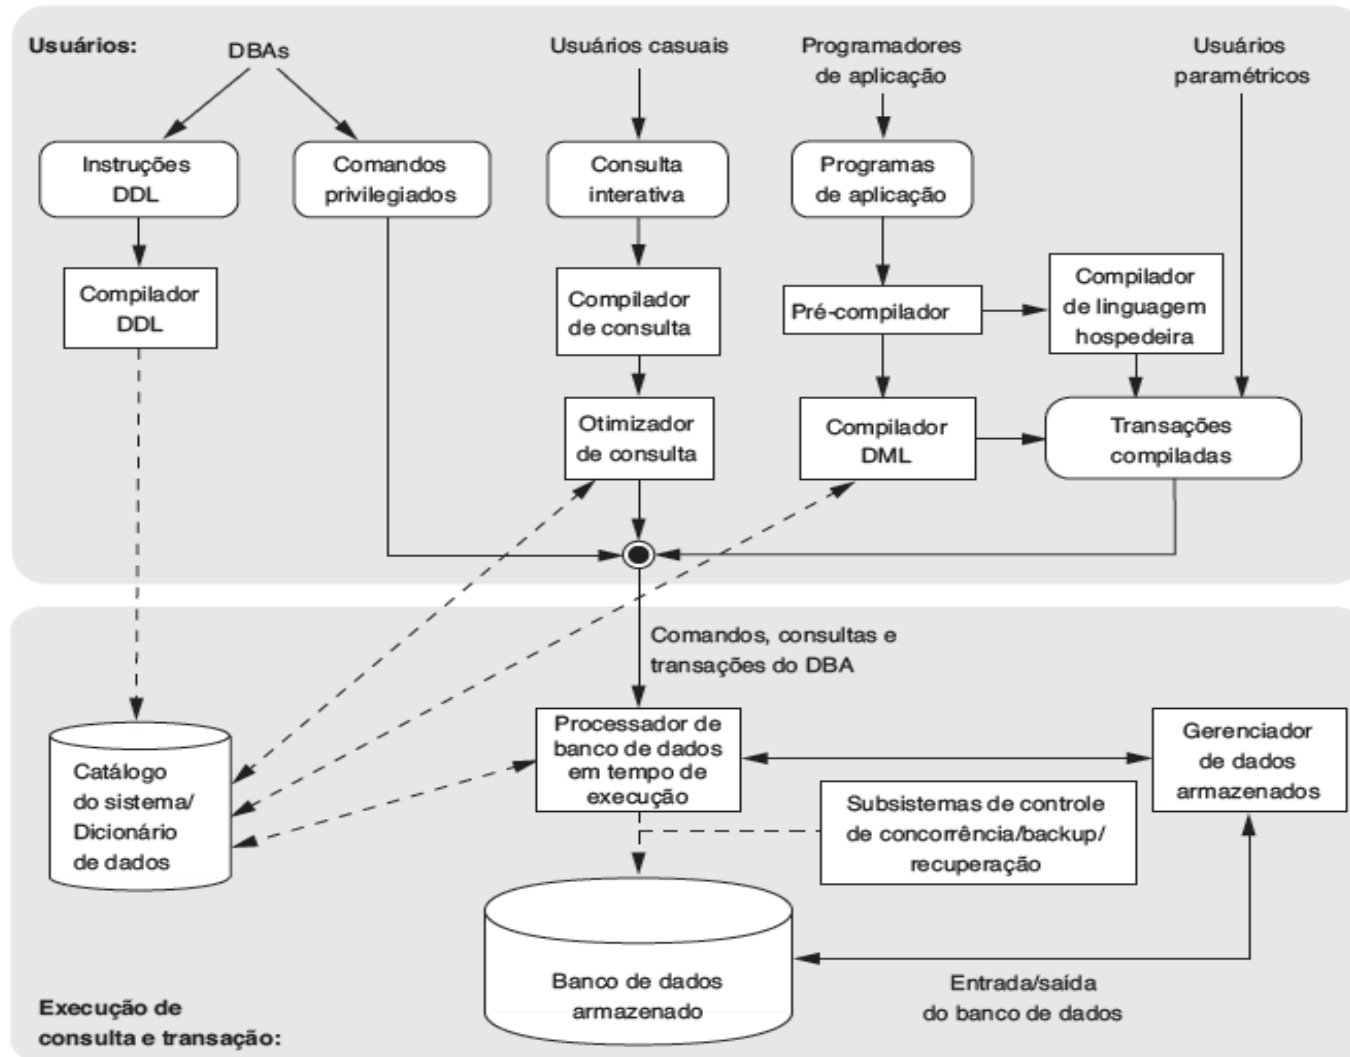 Usuários:
DBAs
Usuários casuais
Programadores
de aplicação
Usuários
paramétricos
Instruções
DDL
Comandos
privilegiados
Consulta
interativa
Programas
de aplicação
Compilador
DDL
Compilador
de consulta
Pré-compilador
Compilador
de linguagem
hospedeira
Otimizador
de consulta
Compilador
DML
Transações
compiladas
Comandos, consultas e
transações do DBA
Catálogo
do sistema/
Dicionário
de dados
Processador de
banco de dados
em tempo de
execução
Gerenciador
de dados
armazenados
Subsistemas de controle
de concorrência/backup/
recuperação
Banco de dados
armazenado
Entrada/saída
do banco de dados
Execução de
consulta e transação: